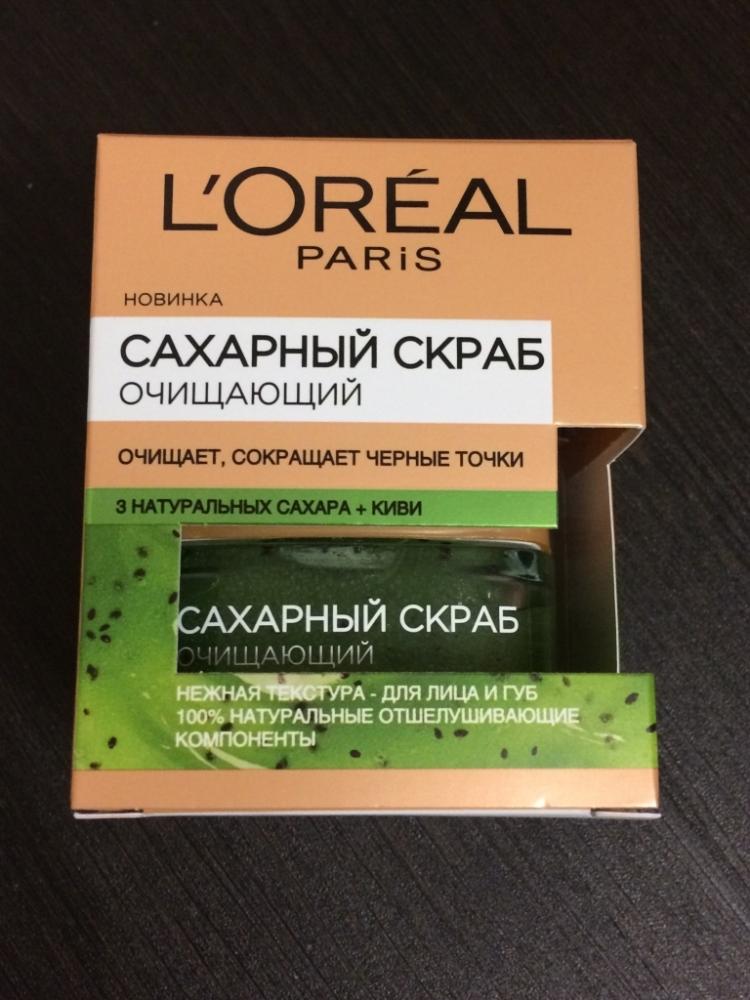 L'ORÉAL
PARiS
НОВИНКА
САХАРНЫЙ СКРАБ
ОЧИЩАЮЩИЙ
ОЧИЩАЕТ, СОКРАЩАЕТ ЧЕРНЫЕ ТОЧКИ
3 НАТУРАЛЬНЫХ САХАРА + КИВИ
САХАРНЫЙ СКРАБ
ОЧИЩАЮЩИЙ
НЕЖНАЯ ТЕКСТУРА - ДЛЯ ЛИЦА И ГУБ
100% НАТУРАЛЬНЫЕ ОТШЕЛУШИВАЮЩИЕ
КОМПОНЕНТЫ